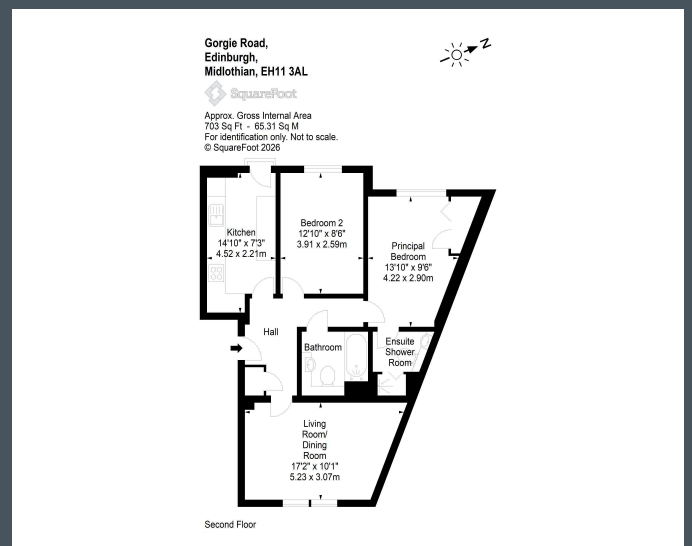 Gorgie Road,
Edinburgh,
Midlothian, EH11 3AL
Z
SquareFoot
Approx. Gross Internal Area
703 Sq Ft - 65.31 Sq M
For identification only. Not to scale.
© SquareFoot 2026
Kitchen
14'10" x 7'3"
4.52 x 2.21m
Bedroom 2
12'10" x 8'6"
3.91 x 2.59m
Principal
Bedroom
13'10" x 9'6"
4.22 x 2.90m
Hall
Bathroom
Ensuite
Shower
Room
Living
Room/
Dining
Room
17'2" x 10'1"
5.23 x 3.07m
Second Floor